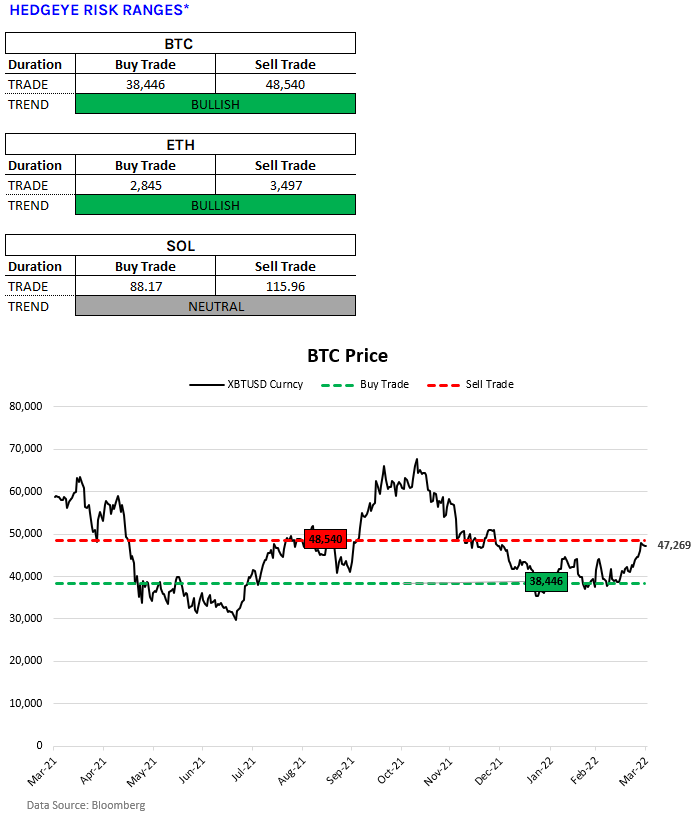 HEDGEYE RISK RANGES*
BTC
Duration Buy Trade Sell Trade
TRADE 38,446 48,540
TREND BULLISH
ETH
Duration Buy Trade Sell Trade
TRADE 2,845 3,497
TREND BULLISH
SOL
Duration Buy Trade Sell Trade
TRADE 88.17 115.96
TREND NEUTRAL
BTC Price
XBTUSD Curncy Buy Trade Sell Trade
80,000
70,000
60,000
50,000
48,540
47,269
40,000
38,446
30,000
20,000
10,000
0
Mar-21 Apr-21 May-21 Jun-21 Jul-21 Aug-21 Sep-21 Oct-21 Nov-21 Dec-21 Jan-22 Feb-22 Mar-22
Data Source: Bloomberg